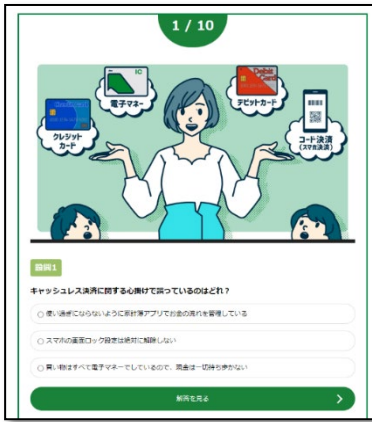 1 / 10
IC
電子マネー
Debit Card
デビットカード
クレジット
カード
コード決済
(スマホ決済)
設問1
キャッシュレス決済に関する心掛けで誤っているのはどれ？
使い過ぎにならないように家計簿アプリでお金の流れを管理している
スマホの画面ロック設定は絶対に解除しない
買い物はすべて電子マネーでしているので、現金は一切持ち歩かない
解答を見る